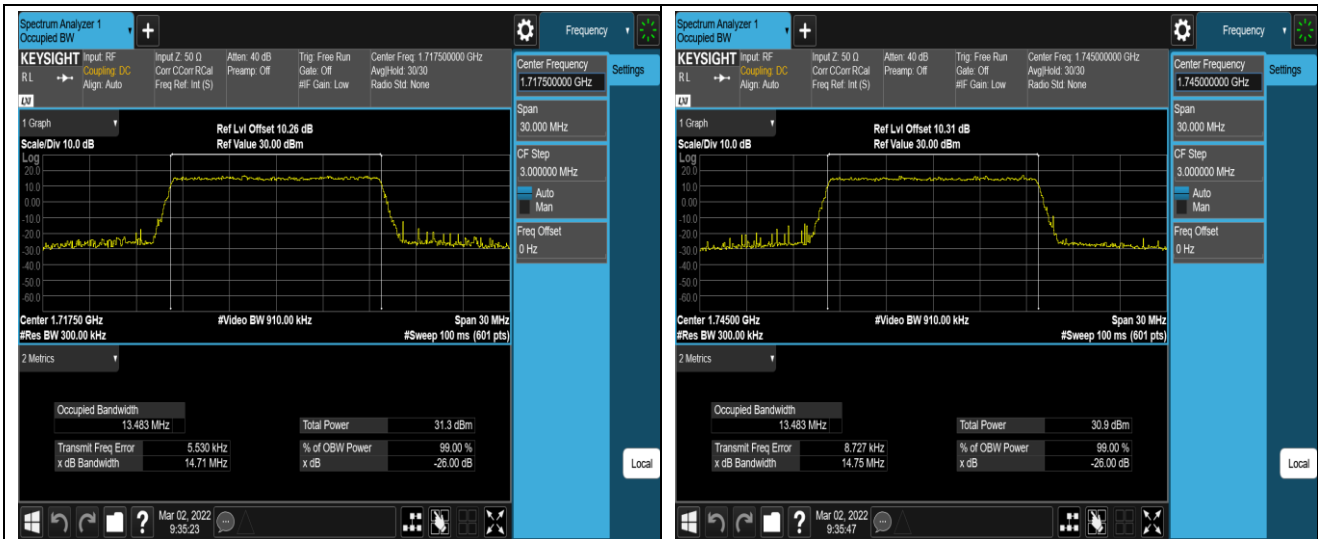 Spectrum Analyzer 1
Occupied BW
+
Frequency
KEYSIGHT
Input: RF
Coupling: DC
Align: Auto
Input Z: 50 Ω
Corr CCorr RCal
Freq Ref: Int (S)
Atten: 40 dB
Preamp: Off
Trig: Free Run
Gate: Off
#IF Gain: Low
Center Freq: 1.717500000 GHz
Avg|Hold: 30/30
Radio Std: None
R L
LXI
Center Frequency
1.717500000 GHz
Settings
Span
30.000 MHz
CF Step
3.000000 MHz
Auto
Man
Freq Offset
0 Hz
Local
1 Graph
Ref Lvl Offset 10.26 dB
Scale/Div 10.0 dB
Ref Value 30.00 dBm
Log
20.0
10.0
0.00
-10.0
-20.0
-30.0
-40.0
-50.0
-60.0
Center 1.71750 GHz
#Video BW 910.00 kHz
Span 30 MHz
#Res BW 300.00 kHz
#Sweep 100 ms (601 pts)
2 Metrics
Occupied Bandwidth
13.483 MHz
Total Power 31.3 dBm
Transmit Freq Error 5.530 kHz
% of OBW Power 99.00 %
x dB Bandwidth 14.71 MHz
x dB -26.00 dB
?
Mar 02, 2022
9:35:23
Spectrum Analyzer 1
Occupied BW
+
Frequency
KEYSIGHT
Input: RF
Coupling: DC
Align: Auto
Input Z: 50 Ω
Corr CCorr RCal
Freq Ref: Int (S)
Atten: 40 dB
Preamp: Off
Trig: Free Run
Gate: Off
#IF Gain: Low
Center Freq: 1.745000000 GHz
Avg|Hold: 30/30
Radio Std: None
R L
LXI
Center Frequency
1.745000000 GHz
Settings
Span
30.000 MHz
CF Step
3.000000 MHz
Auto
Man
Freq Offset
0 Hz
Local
1 Graph
Ref Lvl Offset 10.31 dB
Scale/Div 10.0 dB
Ref Value 30.00 dBm
Log
20.0
10.0
0.00
-10.0
-20.0
-30.0
-40.0
-50.0
-60.0
Center 1.74500 GHz
#Video BW 910.00 kHz
Span 30 MHz
#Res BW 300.00 kHz
#Sweep 100 ms (601 pts)
2 Metrics
Occupied Bandwidth
13.483 MHz
Total Power 30.9 dBm
Transmit Freq Error 8.727 kHz
% of OBW Power 99.00 %
x dB Bandwidth 14.75 MHz
x dB -26.00 dB
?
Mar 02, 2022
9:35:47